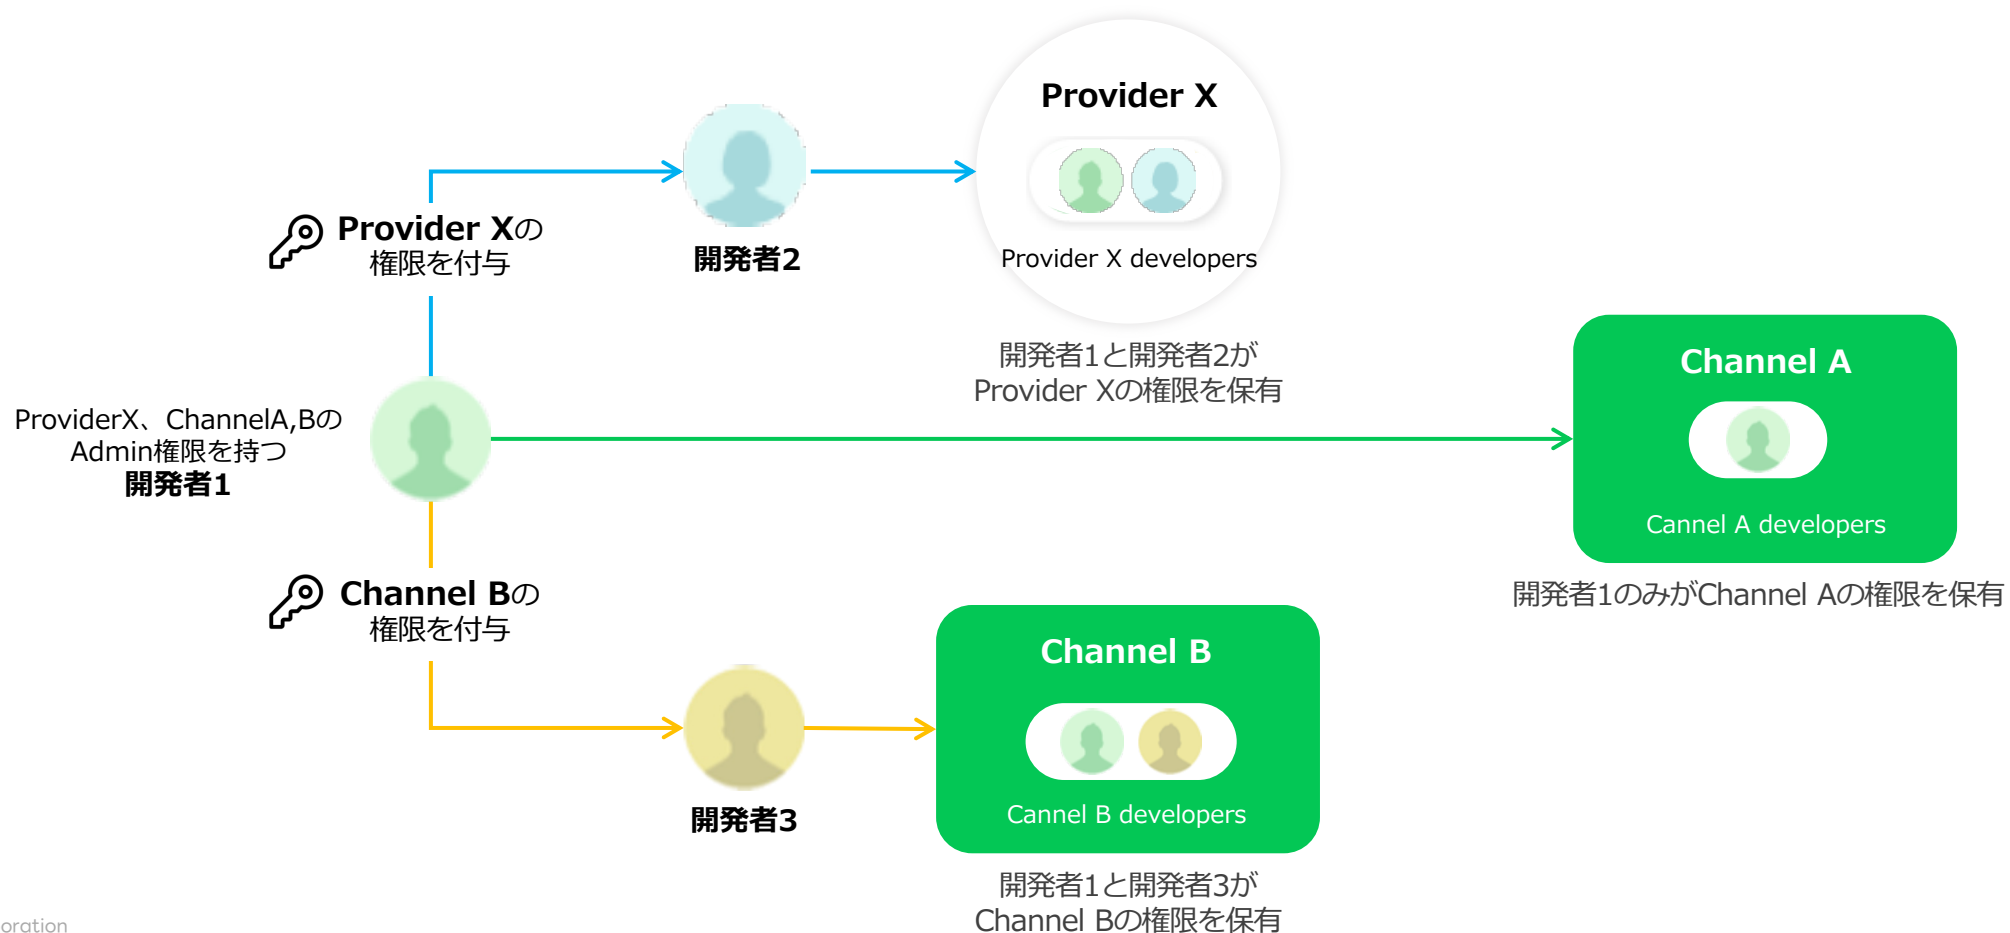 Provider X
Provider X developers
Provider Xの
権限を付与
開発者2
開発者1と開発者2が
Provider Xの権限を保有
ProviderX、ChannelA,Bの
Admin権限を持つ
開発者1
Channel A
Cannel A developers
開発者1のみがChannel Aの権限を保有
Channel Bの
権限を付与
開発者3
Channel B
Cannel B developers
開発者1と開発者3が
Channel Bの権限を保有
oration